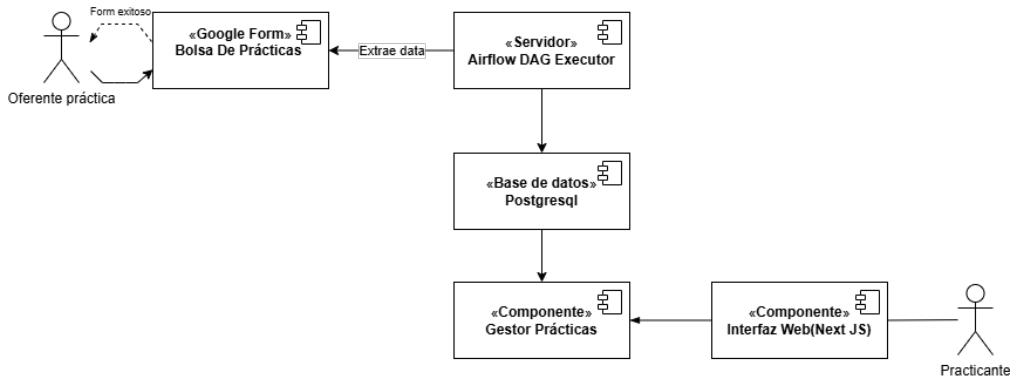 Form exitoso
«Google Form»
Bolsa De Prácticas
Extrae data
«Servidor»
Airflow DAG Executor
Oferente práctica
«Base de datos»
Postgresql
«Componente»
Gestor Prácticas
«Componente»
Interfaz Web(Next JS)
Practicante